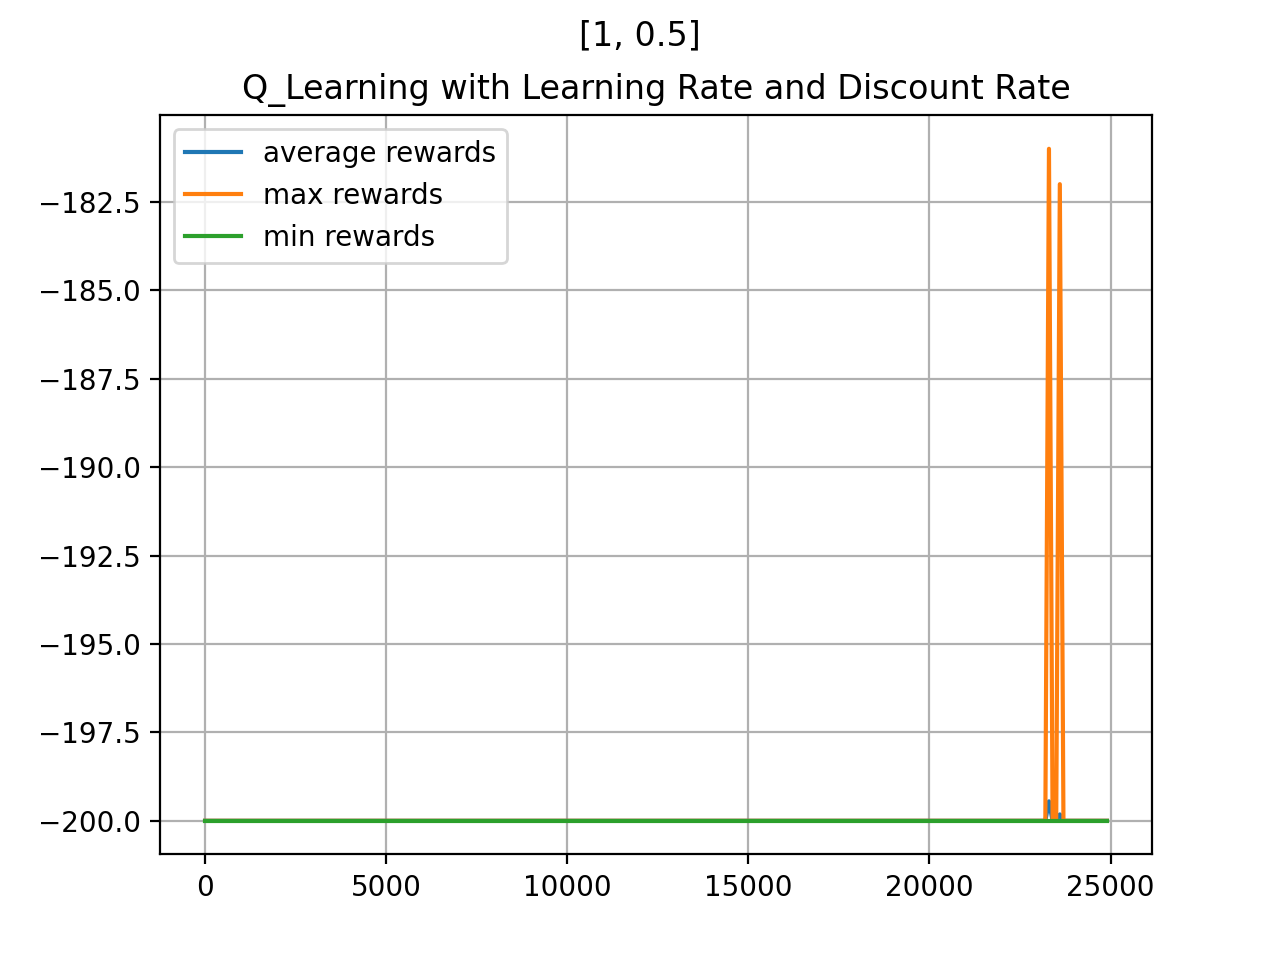 [1, 0.5]
Q_Learning with Learning Rate and Discount Rate
average rewards
max rewards
min rewards
−182.5
−185.0
−187.5
−190.0
−192.5
−195.0
−197.5
−200.0
0 5000 10000 15000 20000 25000